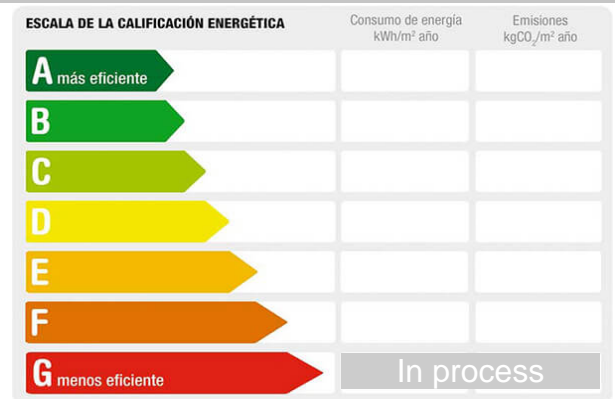 ESCALA DE LA CALIFICACIÓN ENERGÉTICA
Consumo de energía
kWh/m² año
Emisiones
kgCO₂/m² año
A más eficiente
B
C
D
E
F
G menos eficiente
In process